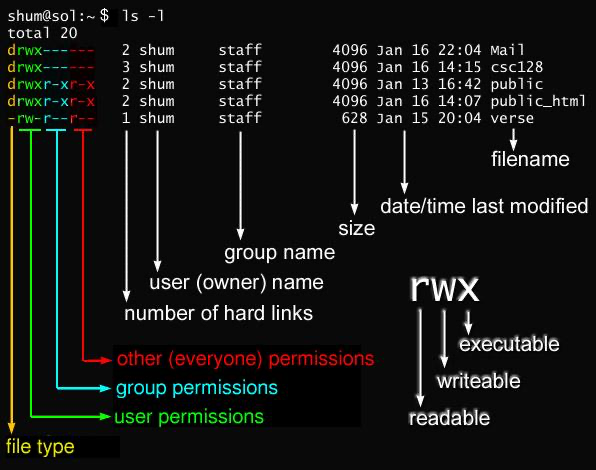 shum@sol:~$ ls -l
total 20
drwx------ 2 shum staff 4096 Jan 16 22:04 Mail
drwx------ 3 shum staff 4096 Jan 16 14:15 csc128
drwxr-xr-x 2 shum staff 4096 Jan 13 16:42 public
drwxr-xr-x 2 shum staff 4096 Jan 16 14:07 public_html
-rw-r--r-- 1 shum staff 628 Jan 15 20:04 verse
filename
date/time last modified
size
group name
user (owner) name
number of hard links
rwx
executable
writeable
readable
other (everyone) permissions
group permissions
user permissions
file type